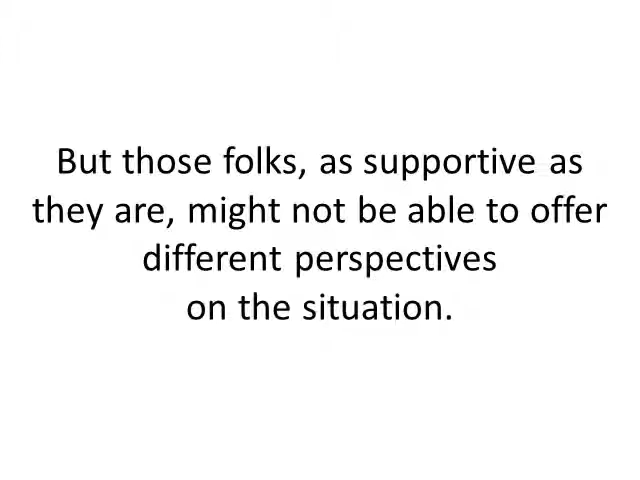 But those folks, as supportive as
they are, might not be able to offer
different perspectives
on the situation.